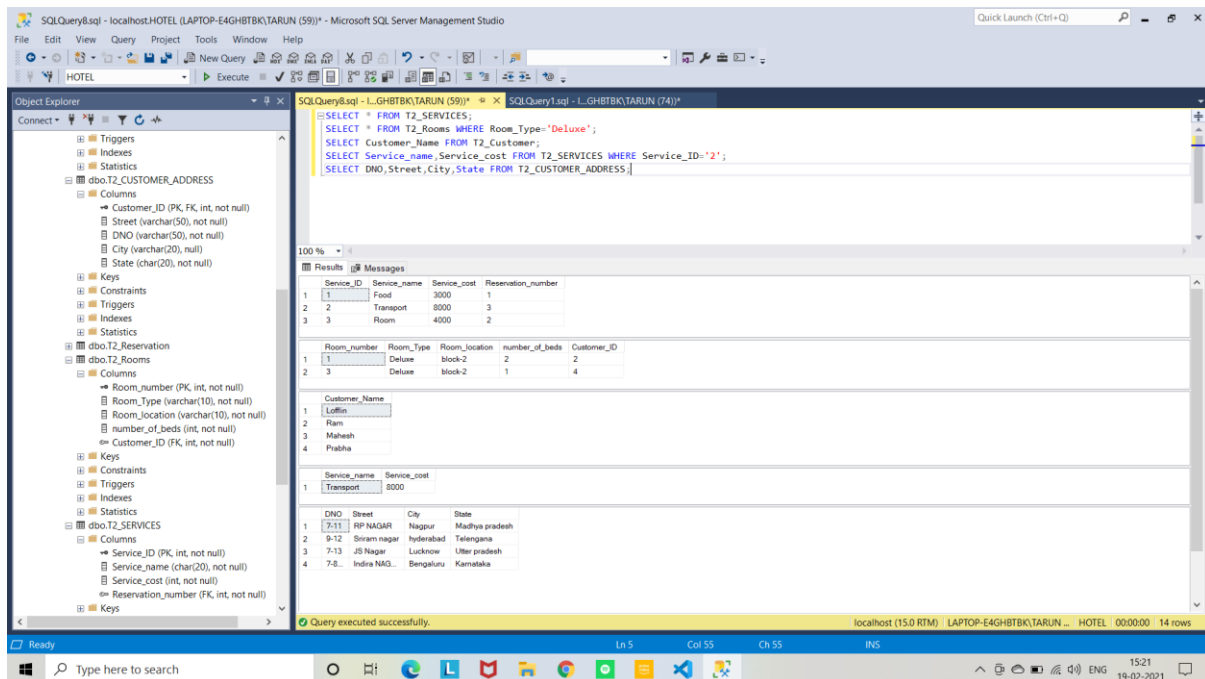 SQLQuery8.sql - localhost.HOTEL (LAPTOP-E4GHBTBK\TARUN (59))* - Microsoft SQL Server Management Studio
Quick Launch (Ctrl+Q)
File Edit View Query Project Tools Window Help
New Query
HOTEL
Execute
Object Explorer
Connect
Triggers
Indexes
Statistics
dbo.T2_CUSTOMER_ADDRESS
Columns
Customer_ID (PK, FK, int, not null)
Street (varchar(50), not null)
DNO (varchar(50), not null)
City (varchar(20), null)
State (char(20), not null)
Keys
Constraints
Triggers
Indexes
Statistics
dbo.T2_Reservation
dbo.T2_Rooms
Columns
Room_number (PK, int, not null)
Room_Type (varchar(10), not null)
Room_location (varchar(10), not null)
number_of_beds (int, not null)
Customer_ID (FK, int, not null)
Keys
Constraints
Triggers
Indexes
Statistics
dbo.T2_SERVICES
Columns
Service_ID (PK, int, not null)
Service_name (char(20), not null)
Service_cost (int, not null)
Reservation_number (FK, int, not null)
Keys
SQLQuery8.sql - l...GHBTBK\TARUN (59))* SQLQuery1.sql - l...GHBTBK\TARUN (74))*
SELECT * FROM T2_SERVICES;
SELECT * FROM T2_Rooms WHERE Room_Type='Deluxe';
SELECT Customer_Name FROM T2_Customer;
SELECT Service_name,Service_cost FROM T2_SERVICES WHERE Service_ID='2';
SELECT DNO,Street,City,State FROM T2_CUSTOMER_ADDRESS;
100 %
Results Messages
Service_ID Service_name Service_cost Reservation_number
1 1 Food 3000 1
2 2 Transport 8000 3
3 3 Room 4000 2
Room_number Room_Type Room_location number_of_beds Customer_ID
1 1 Deluxe block-2 2 2
2 3 Deluxe block-2 1 4
Customer_Name
1 Lofflin
2 Ram
3 Mahesh
4 Prabha
Service_name Service_cost
1 Transport 8000
DNO Street City State
1 7-11 RP NAGAR Nagpur Madhya pradesh
2 9-12 Sriram nagar hyderabad Telengana
3 7-13 JS Nagar Lucknow Utter pradesh
4 7-8... Indira NAG... Bengaluru Karnataka
Query executed successfully.
localhost (15.0 RTM) LAPTOP-E4GHBTBK\TARUN ... HOTEL 00:00:00 14 rows
Ready Ln 5 Col 55 Ch 55 INS
Type here to search
ENG
15:21
19-02-2021